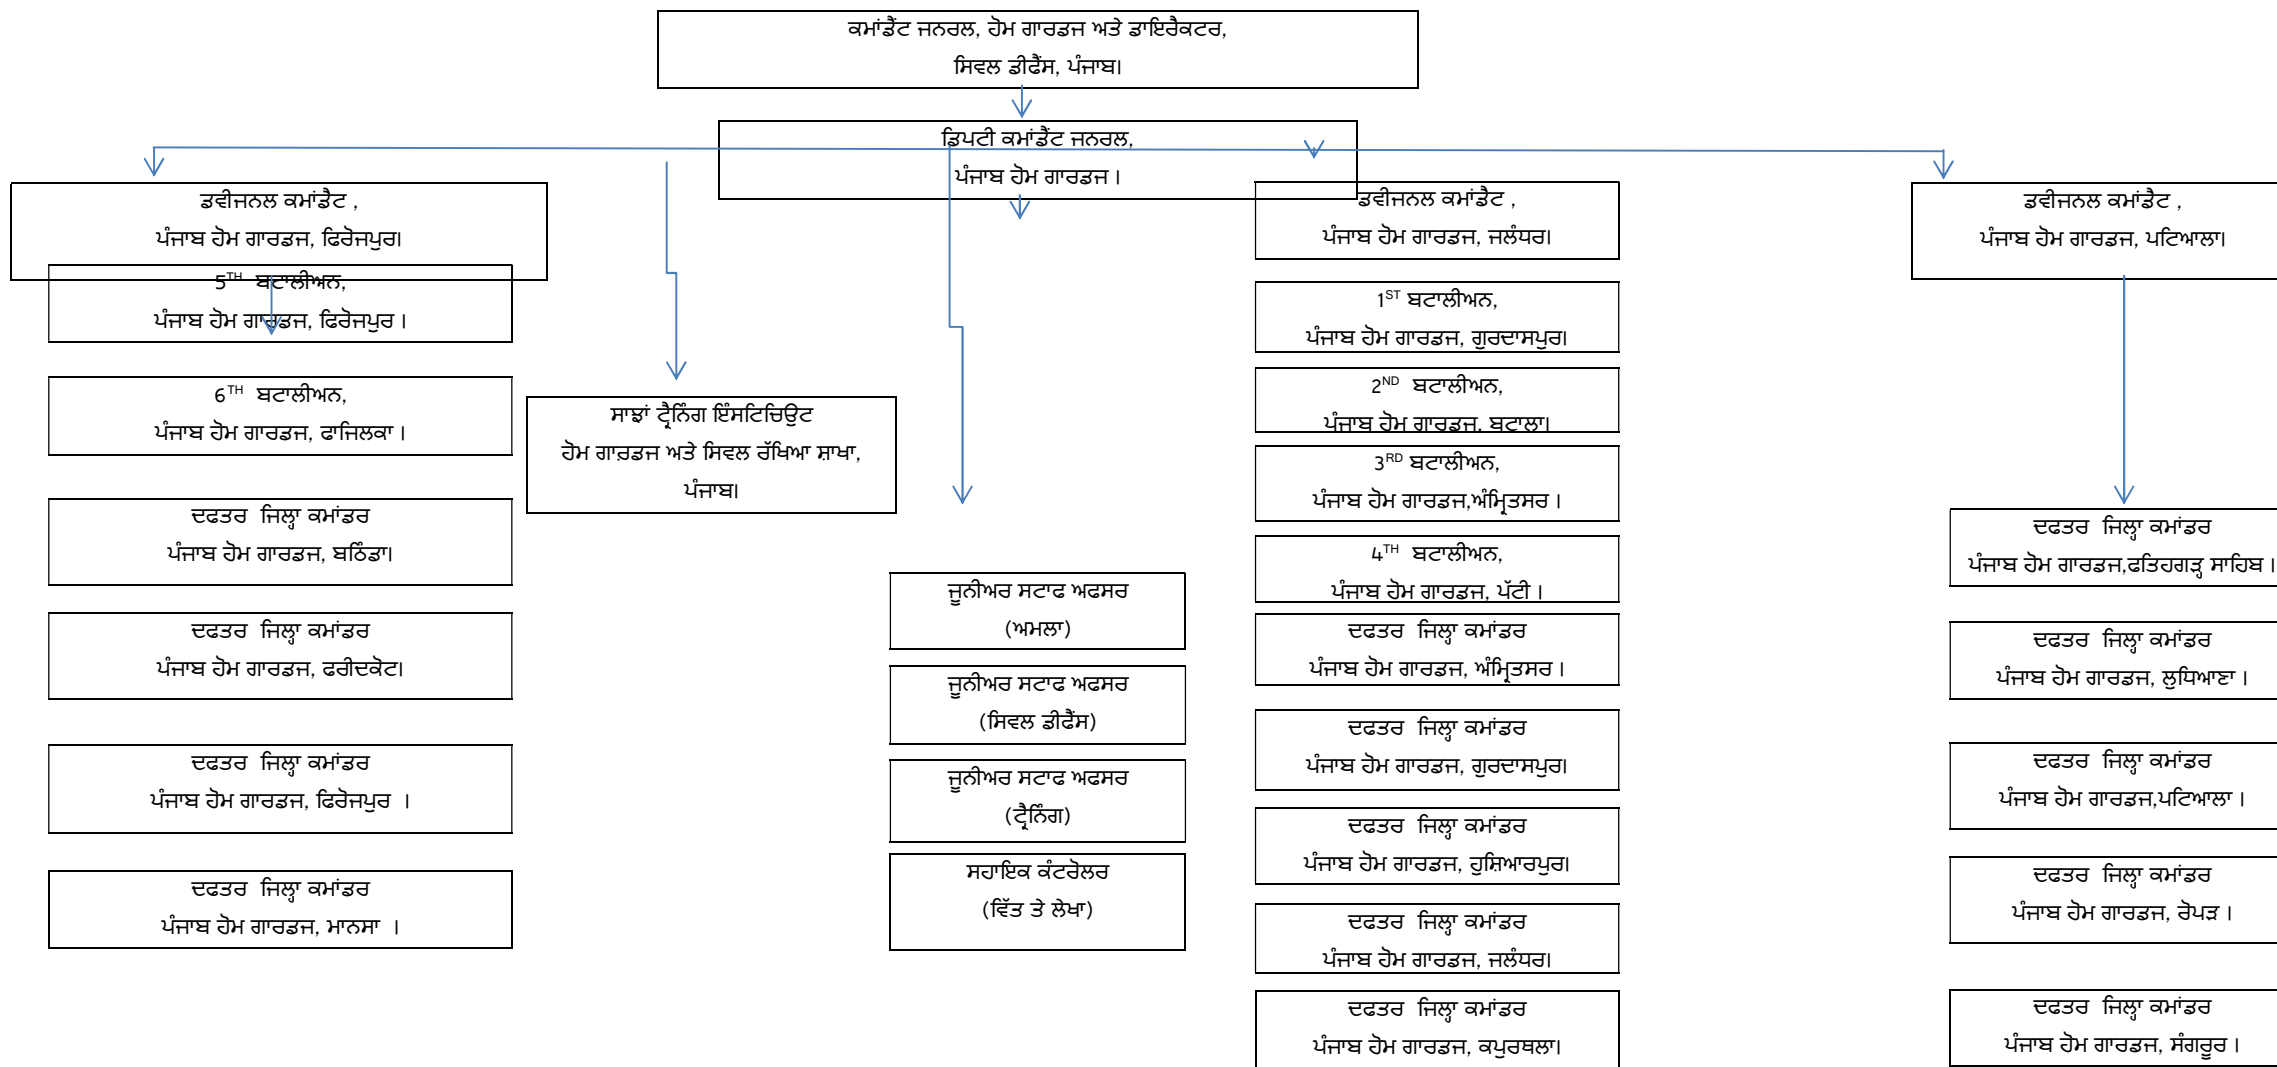 ਕਮਾਂਡੈਂਟ ਜਨਰਲ, ਹੋਮ ਗਾਰਡਜ ਅਤੇ ਡਾਇਰੈਕਟਰ,
ਸਿਵਲ ਡੀਫੈਂਸ, ਪੰਜਾਬ।
ਡਿਪਟੀ ਕਮਾਂਡੈਂਟ ਜਨਰਲ,
ਪੰਜਾਬ ਹੋਮ ਗਾਰਡਜ ।
ਡਵੀਜਨਲ ਕਮਾਂਡੈਟ ,
ਪੰਜਾਬ ਹੋਮ ਗਾਰਡਜ, ਫਿਰੋਜਪੁਰ।
5TH ਬਟਾਲੀਅਨ,
ਪੰਜਾਬ ਹੋਮ ਗਾਰਡਜ, ਫਿਰੋਜਪੁਰ ।
6TH ਬਟਾਲੀਅਨ,
ਪੰਜਾਬ ਹੋਮ ਗਾਰਡਜ, ਫਾਜਿਲਕਾ ।
ਦਫਤਰ ਜਿਲ੍ਹਾ ਕਮਾਂਡਰ
ਪੰਜਾਬ ਹੋਮ ਗਾਰਡਜ, ਬਠਿੰਡਾ।
ਦਫਤਰ ਜਿਲ੍ਹਾ ਕਮਾਂਡਰ
ਪੰਜਾਬ ਹੋਮ ਗਾਰਡਜ, ਫਰੀਦਕੋਟ।
ਦਫਤਰ ਜਿਲ੍ਹਾ ਕਮਾਂਡਰ
ਪੰਜਾਬ ਹੋਮ ਗਾਰਡਜ, ਫਿਰੋਜਪੁਰ ।
ਦਫਤਰ ਜਿਲ੍ਹਾ ਕਮਾਂਡਰ
ਪੰਜਾਬ ਹੋਮ ਗਾਰਡਜ, ਮਾਨਸਾ ।
ਸਾਝਾਂ ਟ੍ਰੈਨਿੰਗ ਇੰਸਟਿਚਿਉਟ
ਹੋਮ ਗਾਰ਼ਡਜ ਅਤੇ ਸਿਵਲ ਰੱਖਿਆ ਸ਼ਾਖਾ,
ਪੰਜਾਬ।
ਜੂਨੀਅਰ ਸਟਾਫ ਅਫਸਰ
(ਅਮਲਾ)
ਜੂਨੀਅਰ ਸਟਾਫ ਅਫਸਰ
(ਸਿਵਲ ਡੀਫੈਂਸ)
ਜੂਨੀਅਰ ਸਟਾਫ ਅਫਸਰ
(ਟ੍ਰੈਨਿੰਗ)
ਸਹਾਇਕ ਕੰਟਰੋਲਰ
(ਵਿੱਤ ਤੇ ਲੇਖਾ)
ਡਵੀਜਨਲ ਕਮਾਂਡੈਟ ,
ਪੰਜਾਬ ਹੋਮ ਗਾਰਡਜ, ਜਲੰਧਰ।
1ST ਬਟਾਲੀਅਨ,
ਪੰਜਾਬ ਹੋਮ ਗਾਰਡਜ, ਗੁਰਦਾਸਪੁਰ।
2ND ਬਟਾਲੀਅਨ,
ਪੰਜਾਬ ਹੋਮ ਗਾਰਡਜ, ਬਟਾਲਾ।
3RD ਬਟਾਲੀਅਨ,
ਪੰਜਾਬ ਹੋਮ ਗਾਰਡਜ,ਅੰਮ੍ਰਿਤਸਰ ।
4TH ਬਟਾਲੀਅਨ,
ਪੰਜਾਬ ਹੋਮ ਗਾਰਡਜ, ਪੱਟੀ ।
ਦਫਤਰ ਜਿਲ੍ਹਾ ਕਮਾਂਡਰ
ਪੰਜਾਬ ਹੋਮ ਗਾਰਡਜ, ਅੰਮ੍ਰਿਤਸਰ ।
ਦਫਤਰ ਜਿਲ੍ਹਾ ਕਮਾਂਡਰ
ਪੰਜਾਬ ਹੋਮ ਗਾਰਡਜ, ਗੁਰਦਾਸਪੁਰ।
ਦਫਤਰ ਜਿਲ੍ਹਾ ਕਮਾਂਡਰ
ਪੰਜਾਬ ਹੋਮ ਗਾਰਡਜ, ਹੁਸ਼ਿਆਰਪੁਰ।
ਦਫਤਰ ਜਿਲ੍ਹਾ ਕਮਾਂਡਰ
ਪੰਜਾਬ ਹੋਮ ਗਾਰਡਜ, ਜਲੰਧਰ।
ਦਫਤਰ ਜਿਲ੍ਹਾ ਕਮਾਂਡਰ
ਪੰਜਾਬ ਹੋਮ ਗਾਰਡਜ, ਕਪੁਰਥਲਾ।
ਡਵੀਜਨਲ ਕਮਾਂਡੈਟ ,
ਪੰਜਾਬ ਹੋਮ ਗਾਰਡਜ, ਪਟਿਆਲਾ।
ਦਫਤਰ ਜਿਲ੍ਹਾ ਕਮਾਂਡਰ
ਪੰਜਾਬ ਹੋਮ ਗਾਰਡਜ,ਫਤਿਹਗੜ੍ਹ ਸਾਹਿਬ ।
ਦਫਤਰ ਜਿਲ੍ਹਾ ਕਮਾਂਡਰ
ਪੰਜਾਬ ਹੋਮ ਗਾਰਡਜ, ਲੁਧਿਆਣਾ ।
ਦਫਤਰ ਜਿਲ੍ਹਾ ਕਮਾਂਡਰ
ਪੰਜਾਬ ਹੋਮ ਗਾਰਡਜ,ਪਟਿਆਲਾ ।
ਦਫਤਰ ਜਿਲ੍ਹਾ ਕਮਾਂਡਰ
ਪੰਜਾਬ ਹੋਮ ਗਾਰਡਜ, ਰੋਪੜ ।
ਦਫਤਰ ਜਿਲ੍ਹਾ ਕਮਾਂਡਰ
ਪੰਜਾਬ ਹੋਮ ਗਾਰਡਜ, ਸੰਗਰੂਰ ।